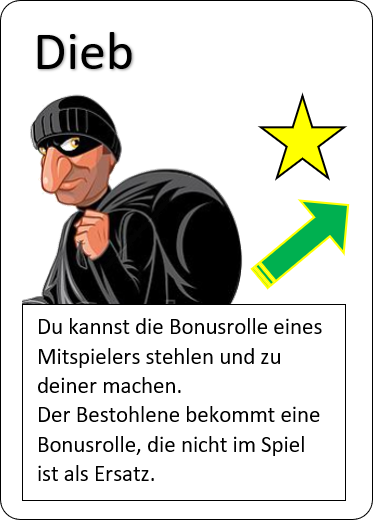 Dieb
Du kannst die Bonusrolle eines
Mitspielers stehlen und zu
deiner machen.
Der Bestohlene bekommt eine
Bonusrolle, die nicht im Spiel
ist als Ersatz.